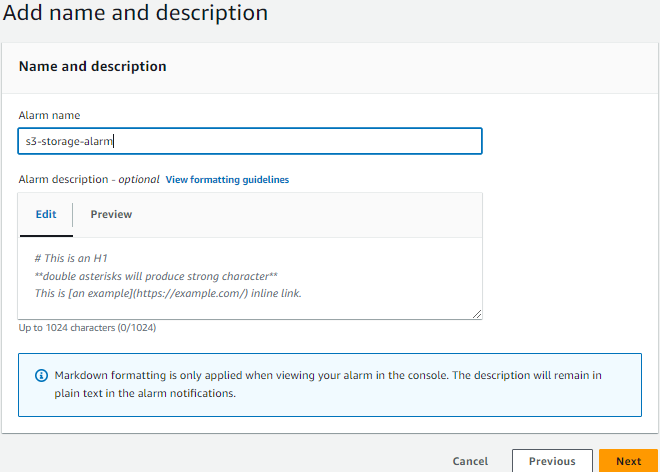 Add name and description
Name and description
Alarm name
s3-storage-alarm
Alarm description - optional View formatting guidelines
Edit Preview
# This is an H1
**double asterisks will produce strong character**
This is [an example](https://example.com/) inline link.
Up to 1024 characters (0/1024)
Markdown formatting is only applied when viewing your alarm in the console. The description will remain in
plain text in the alarm notifications.
Cancel Previous Next